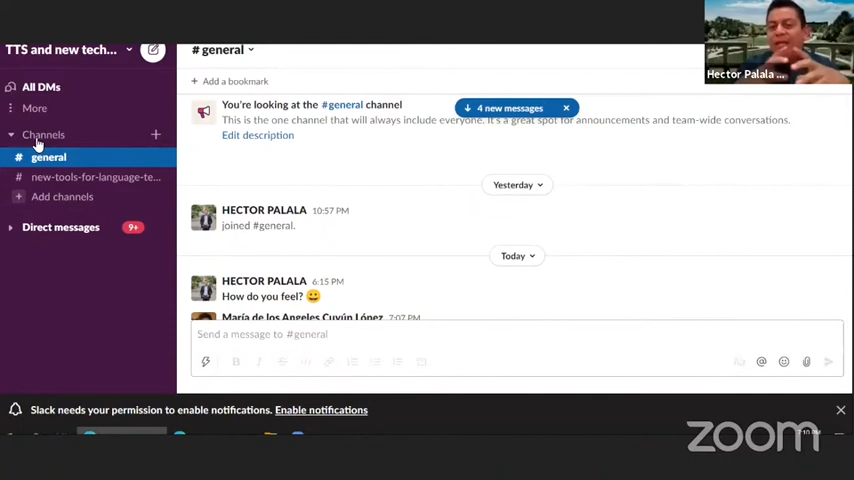 TTS and new tech...
# general
Hector Palala ...
All DMs
More
Channels
# general
# new-tools-for-language-te...
Add channels
Direct messages 9+
Add a bookmark
You're looking at the #general channel
4 new messages
This is the one channel that will always include everyone. It's a great spot for announcements and team-wide conversations.
Edit description
Yesterday
HECTOR PALALA 10:57 PM
joined #general.
Today
HECTOR PALALA 6:15 PM
How do you feel? 😀
María de los Angeles Cuyún López 7:07 PM
Send a message to #general
Slack needs your permission to enable notifications. Enable notifications
zoom